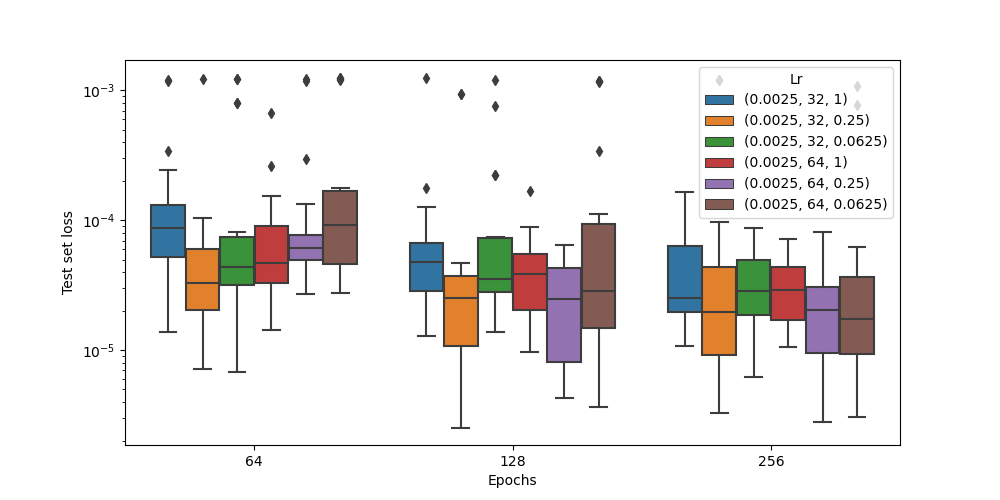 Test set loss
10⁻³
10⁻⁴
10⁻⁵
Lr
(0.0025, 32, 1)
(0.0025, 32, 0.25)
(0.0025, 32, 0.0625)
(0.0025, 64, 1)
(0.0025, 64, 0.25)
(0.0025, 64, 0.0625)
64
128
256
Epochs